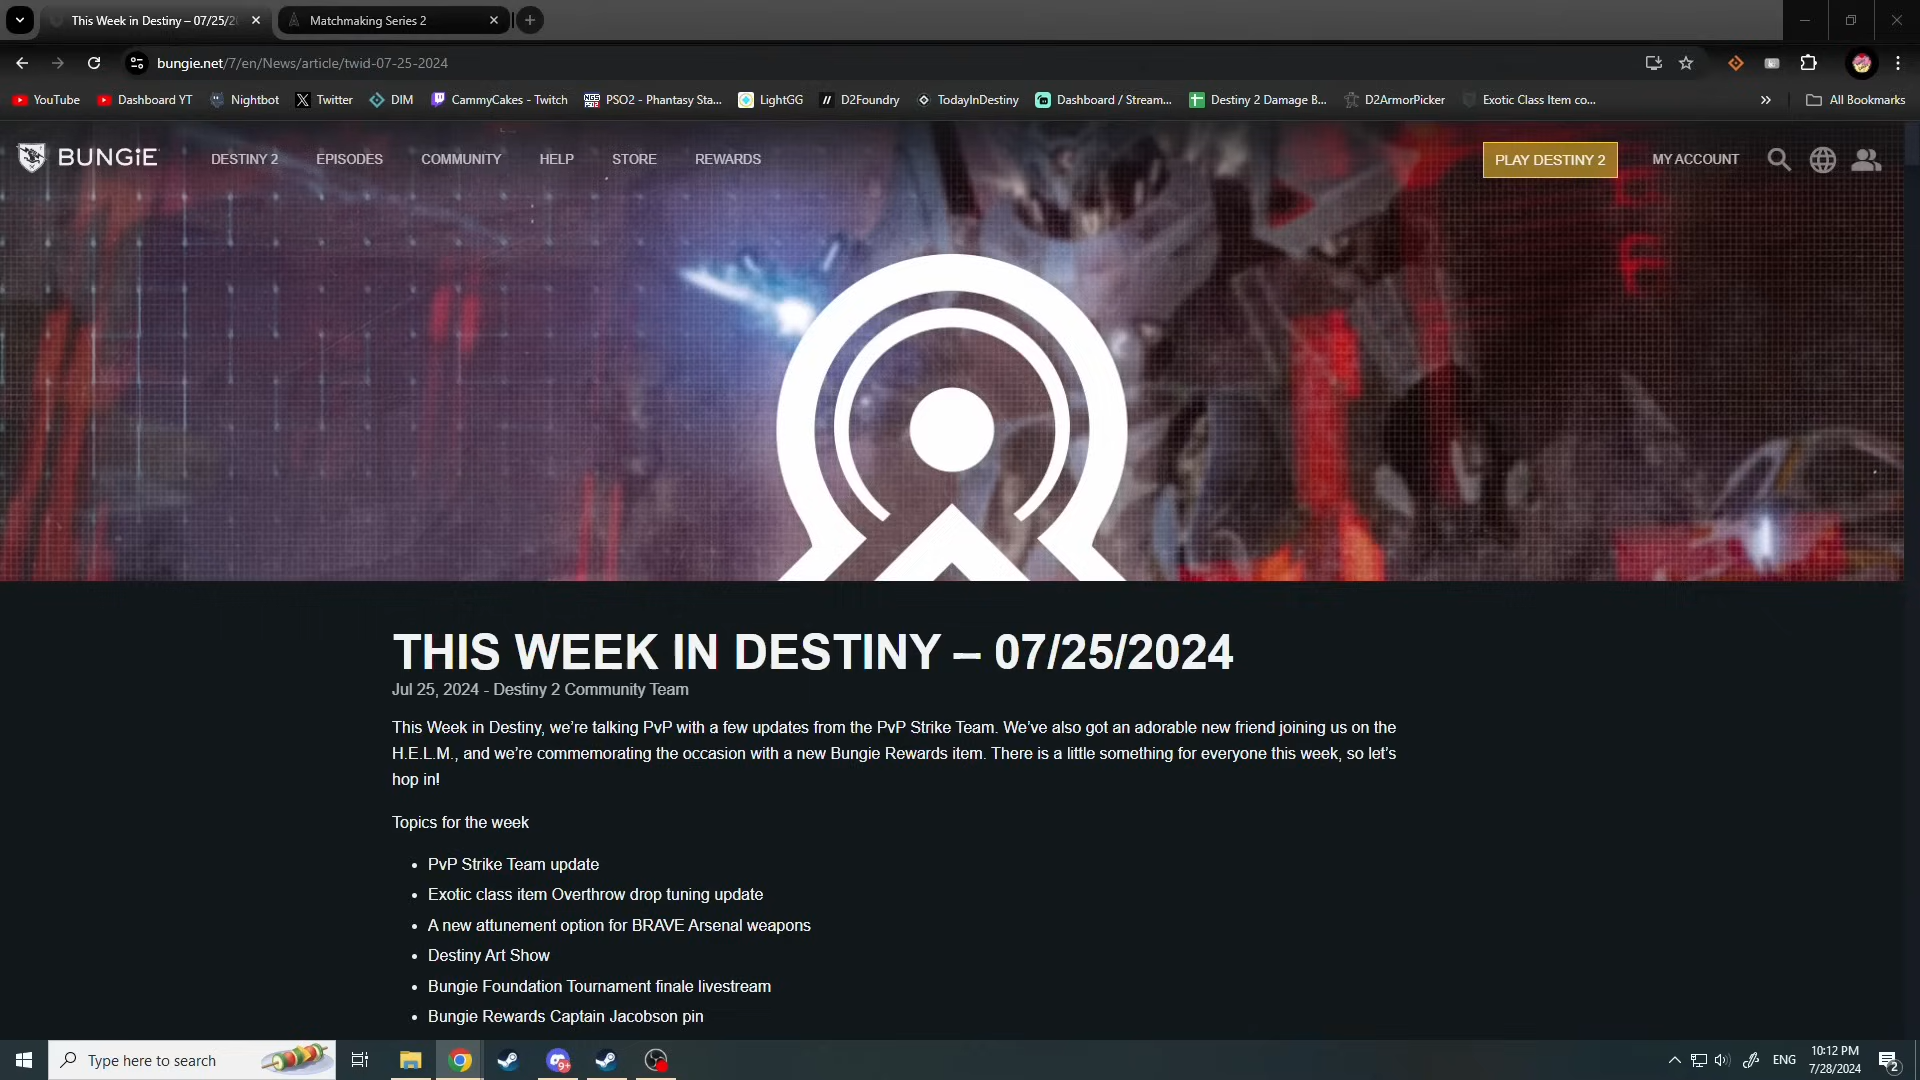 This Week in Destiny – 07/25/2
Matchmaking Series 2
bungie.net/7/en/News/article/twid-07-25-2024
YouTube
Dashboard YT
Nightbot
Twitter
DIM
CammyCakes - Twitch
PSO2 - Phantasy Sta...
LightGG
D2Foundry
TodayInDestiny
Dashboard / Stream...
Destiny 2 Damage B...
D2ArmorPicker
Exotic Class Item co...
All Bookmarks
BUNGiE
DESTINY 2
EPISODES
COMMUNITY
HELP
STORE
REWARDS
PLAY DESTINY 2
MY ACCOUNT
THIS WEEK IN DESTINY – 07/25/2024
Jul 25, 2024 - Destiny 2 Community Team
This Week in Destiny, we’re talking PvP with a few updates from the PvP Strike Team. We’ve also got an adorable new friend joining us on the
H.E.L.M., and we’re commemorating the occasion with a new Bungie Rewards item. There is a little something for everyone this week, so let’s
hop in!
Topics for the week
• PvP Strike Team update
• Exotic class item Overthrow drop tuning update
• A new attunement option for BRAVE Arsenal weapons
• Destiny Art Show
• Bungie Foundation Tournament finale livestream
• Bungie Rewards Captain Jacobson pin
Type here to search
9+
ENG
10:12 PM
7/28/2024
2